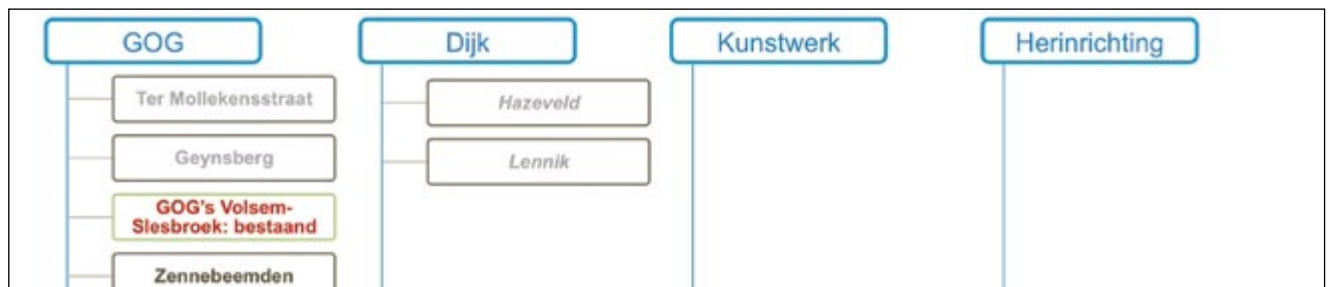 GOG
Dijk
Kunstwerk
Herinrichting
Ter Mollekensstraat
Geynsberg
GOG's Volsem-
Slesbroek: bestaand
Zennebeemden
Hazeveld
Lennik